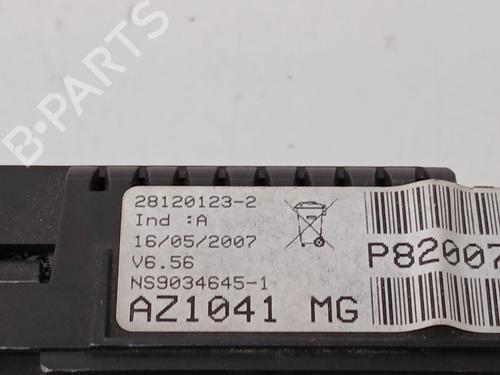 B-PARTS
28120123-2
Ind :A
16/05/2007
V6.56
NS9034645-1
AZ1041 MG
P82007